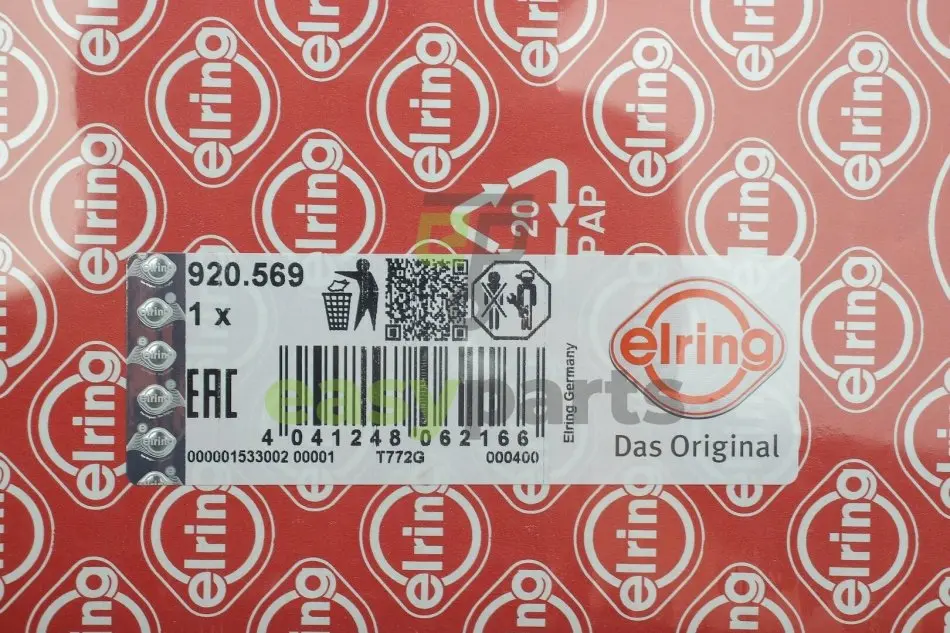 20
PAP
920.569
1 x
EAC
easyparts
4 041248 062166
000001533002 00001 T772G 000400
Elring Germany
elring
Das Original